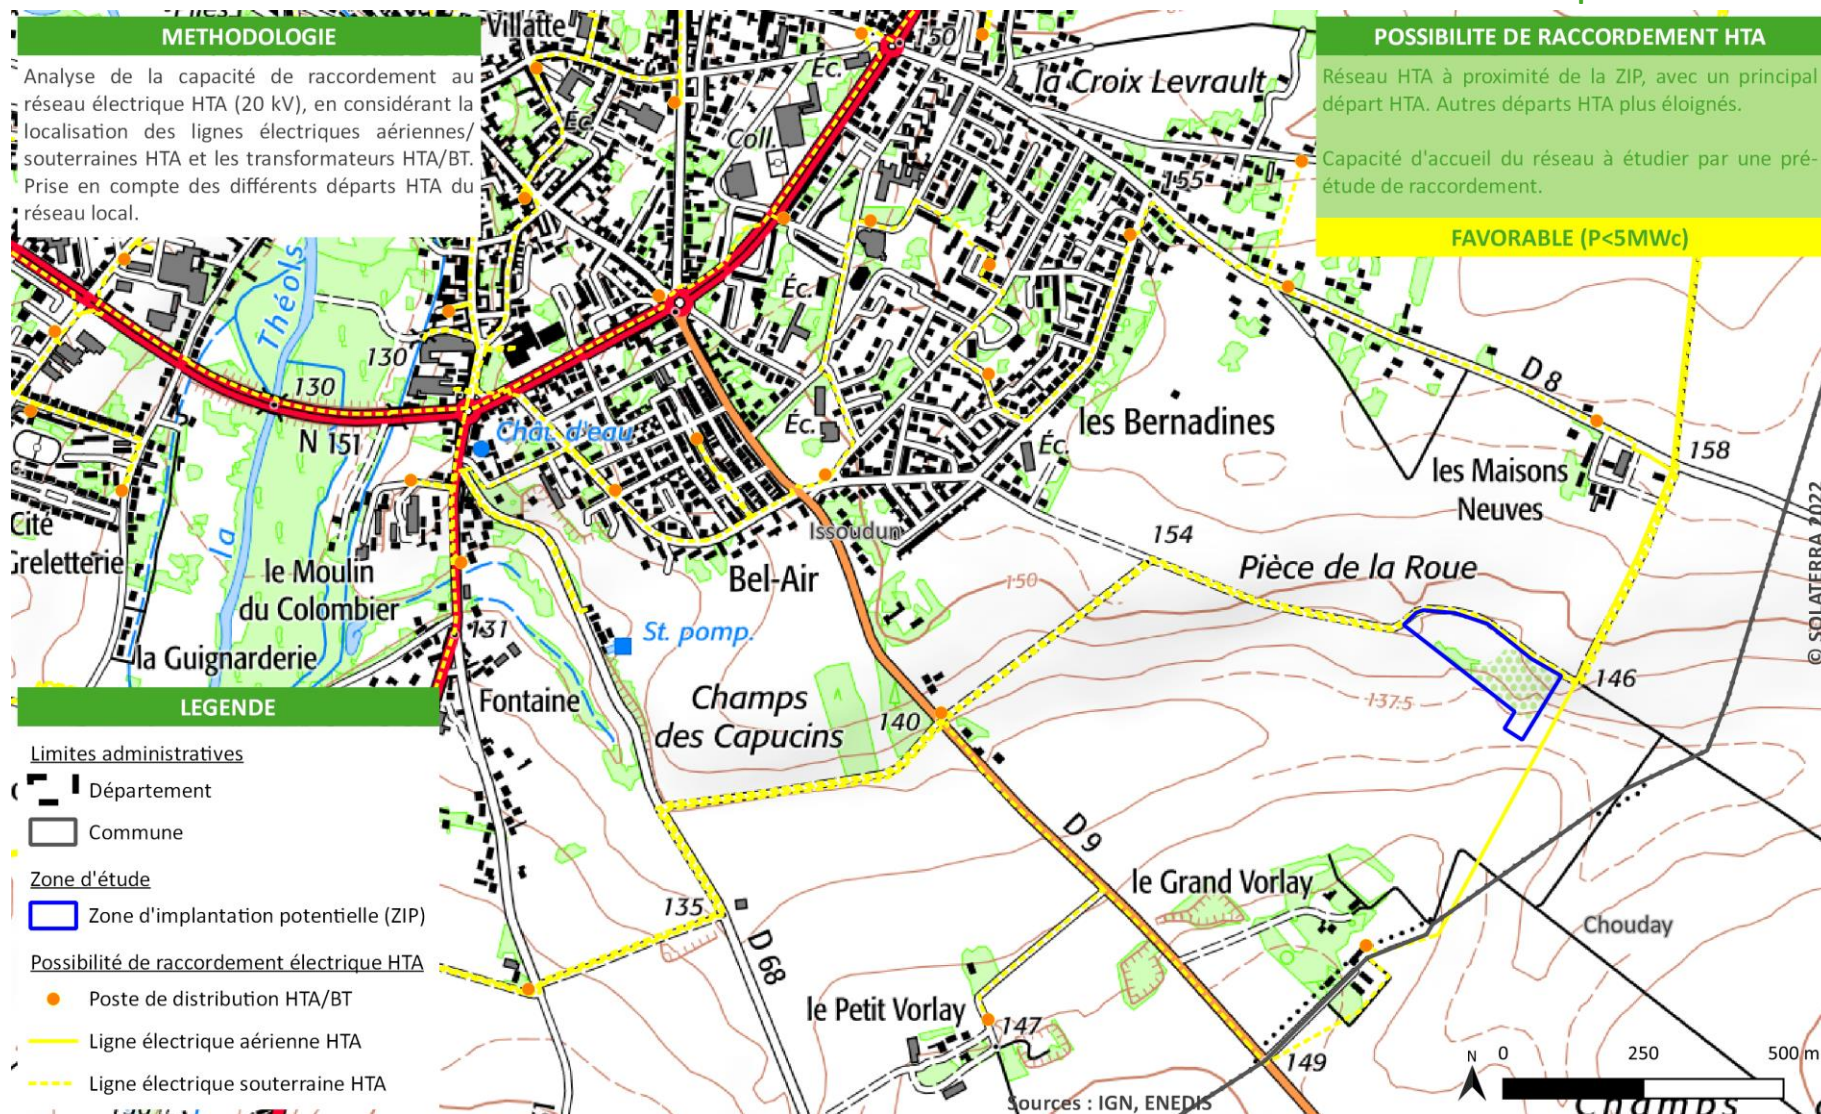 METHODOLOGIE
Analyse de la capacité de raccordement au
réseau électrique HTA (20 kV), en considérant la
localisation des lignes électriques aériennes/
souterraines HTA et les transformateurs HTA/BT.
Prise en compte des différents départs HTA du
réseau local.
POSSIBILITE DE RACCORDEMENT HTA
Réseau HTA à proximité de la ZIP, avec un principal
départ HTA. Autres départs HTA plus éloignés.
Capacité d'accueil du réseau à étudier par une pré-
étude de raccordement.
FAVORABLE (P<5MWc)
Villatte
150
Éc.
la Croix Levrault
Éc.
Coll.
155
Théols
la
130
130
N 151
Éc.
Chât. d'eau
Éc.
Éc.
les Bernadines
D 8
158
les Maisons
Neuves
Cité
Greletterie
le Moulin
du Colombier
131
la Guignarderie
Issoudun
Bel-Air
154
150
Pièce de la Roue
St. pomp.
Fontaine
Champs
des Capucins
140
146
137.5
D 9
135
D 68
le Grand Vorlay
Chouday
le Petit Vorlay
147
149
LEGENDE
Limites administratives
Département
Commune
Zone d'étude
Zone d'implantation potentielle (ZIP)
Possibilité de raccordement électrique HTA
Poste de distribution HTA/BT
Ligne électrique aérienne HTA
Ligne électrique souterraine HTA
© SOLATERRA 2022
N
0 250 500 m
Sources : IGN, ENEDIS
Champs